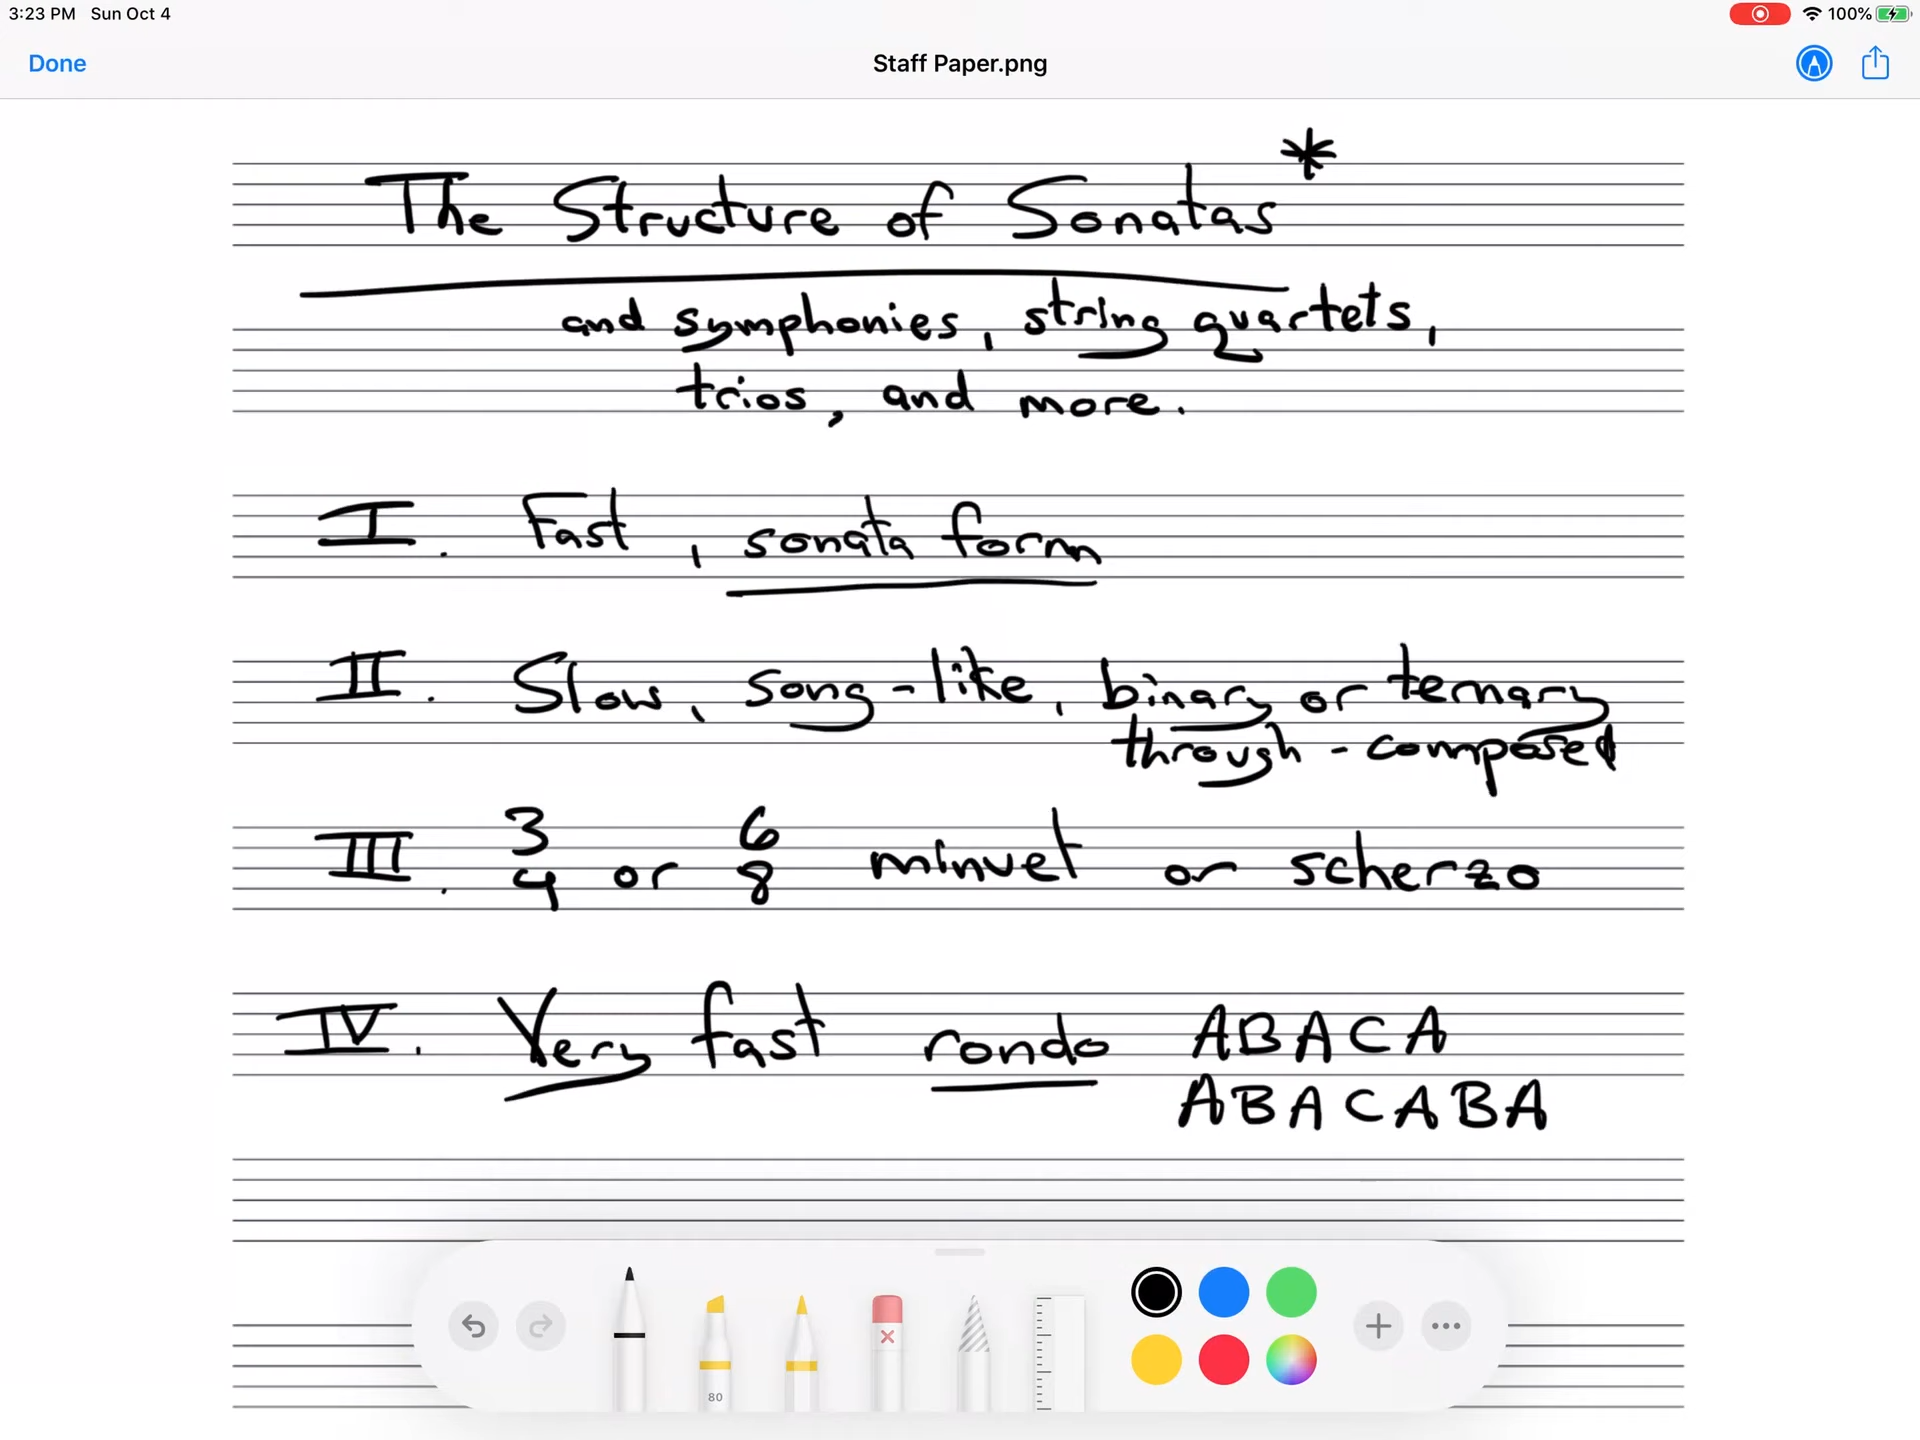 3:23 PM Sun Oct 4 100%
Done Staff Paper.png
The Structure of Sonatas*
and symphonies, string quartets,
trios, and more.
I. Fast, sonata form
II. Slow, song-like, binary or ternary
through-composed
III. 3/4 or 6/8 minuet or scherzo
IV. Very fast rondo ABACA
ABACABA
80